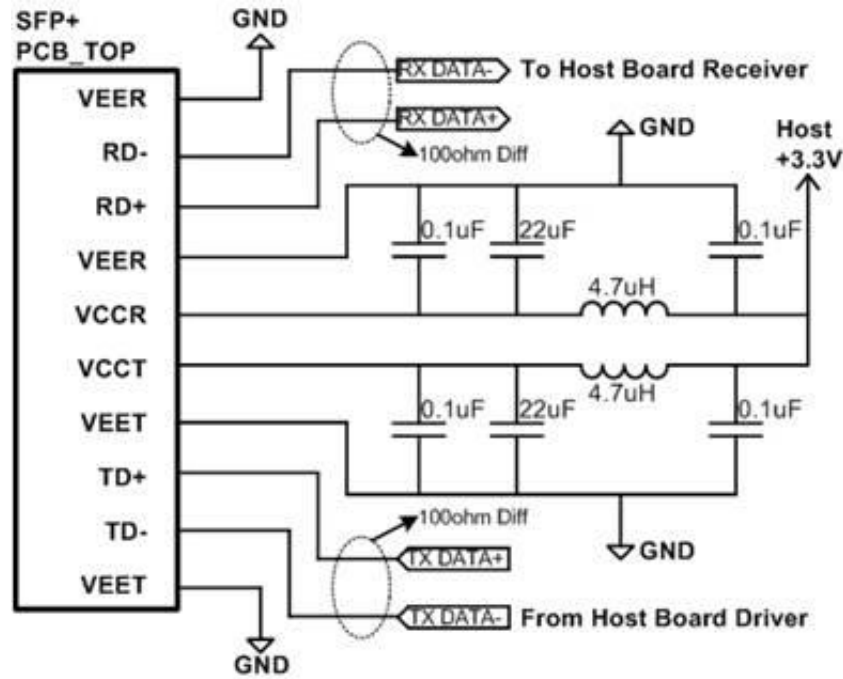 SFP+
PCB_TOP
GND
VEER
RX DATA- To Host Board Receiver
RD-
RX DATA+
100ohm Diff
GND
Host
+3.3V
RD+
VEER
0.1uF 22uF 0.1uF
4.7uH
VCCR
VCCT
4.7uH
VEET
0.1uF 22uF 0.1uF
TD+
100ohm Diff
TD-
GND
TX DATA+
VEET
TX DATA- From Host Board Driver
GND